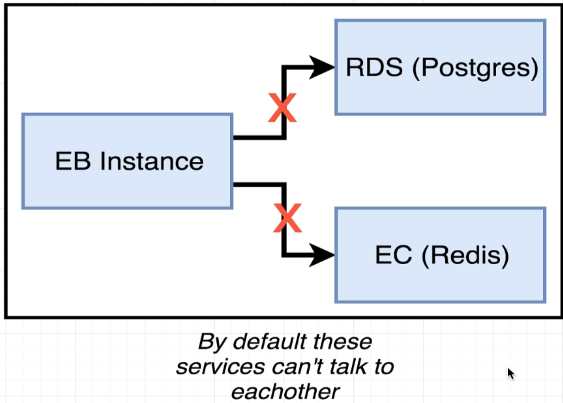 RDS (Postgres)
EB Instance
EC (Redis)
By default these
services can't talk to
eachother